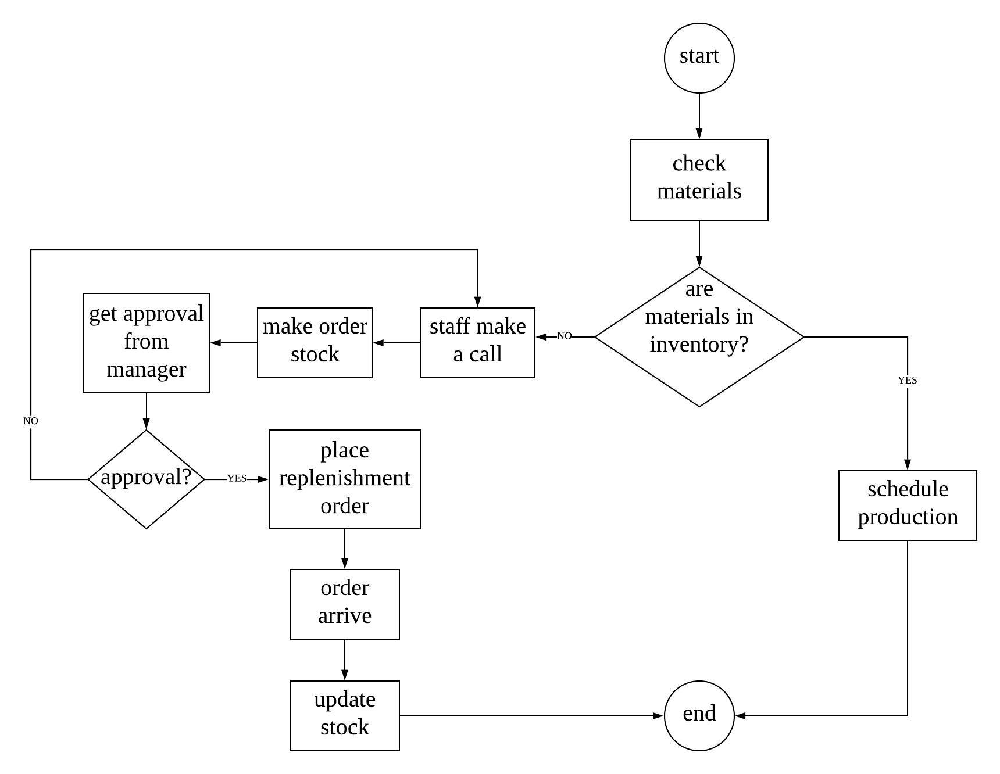 start
check
materials
are
materials in
inventory?
NO
YES
staff make
a call
make order
stock
get approval
from
manager
NO
approval?
YES
place
replenishment
order
schedule
production
order
arrive
update
stock
end